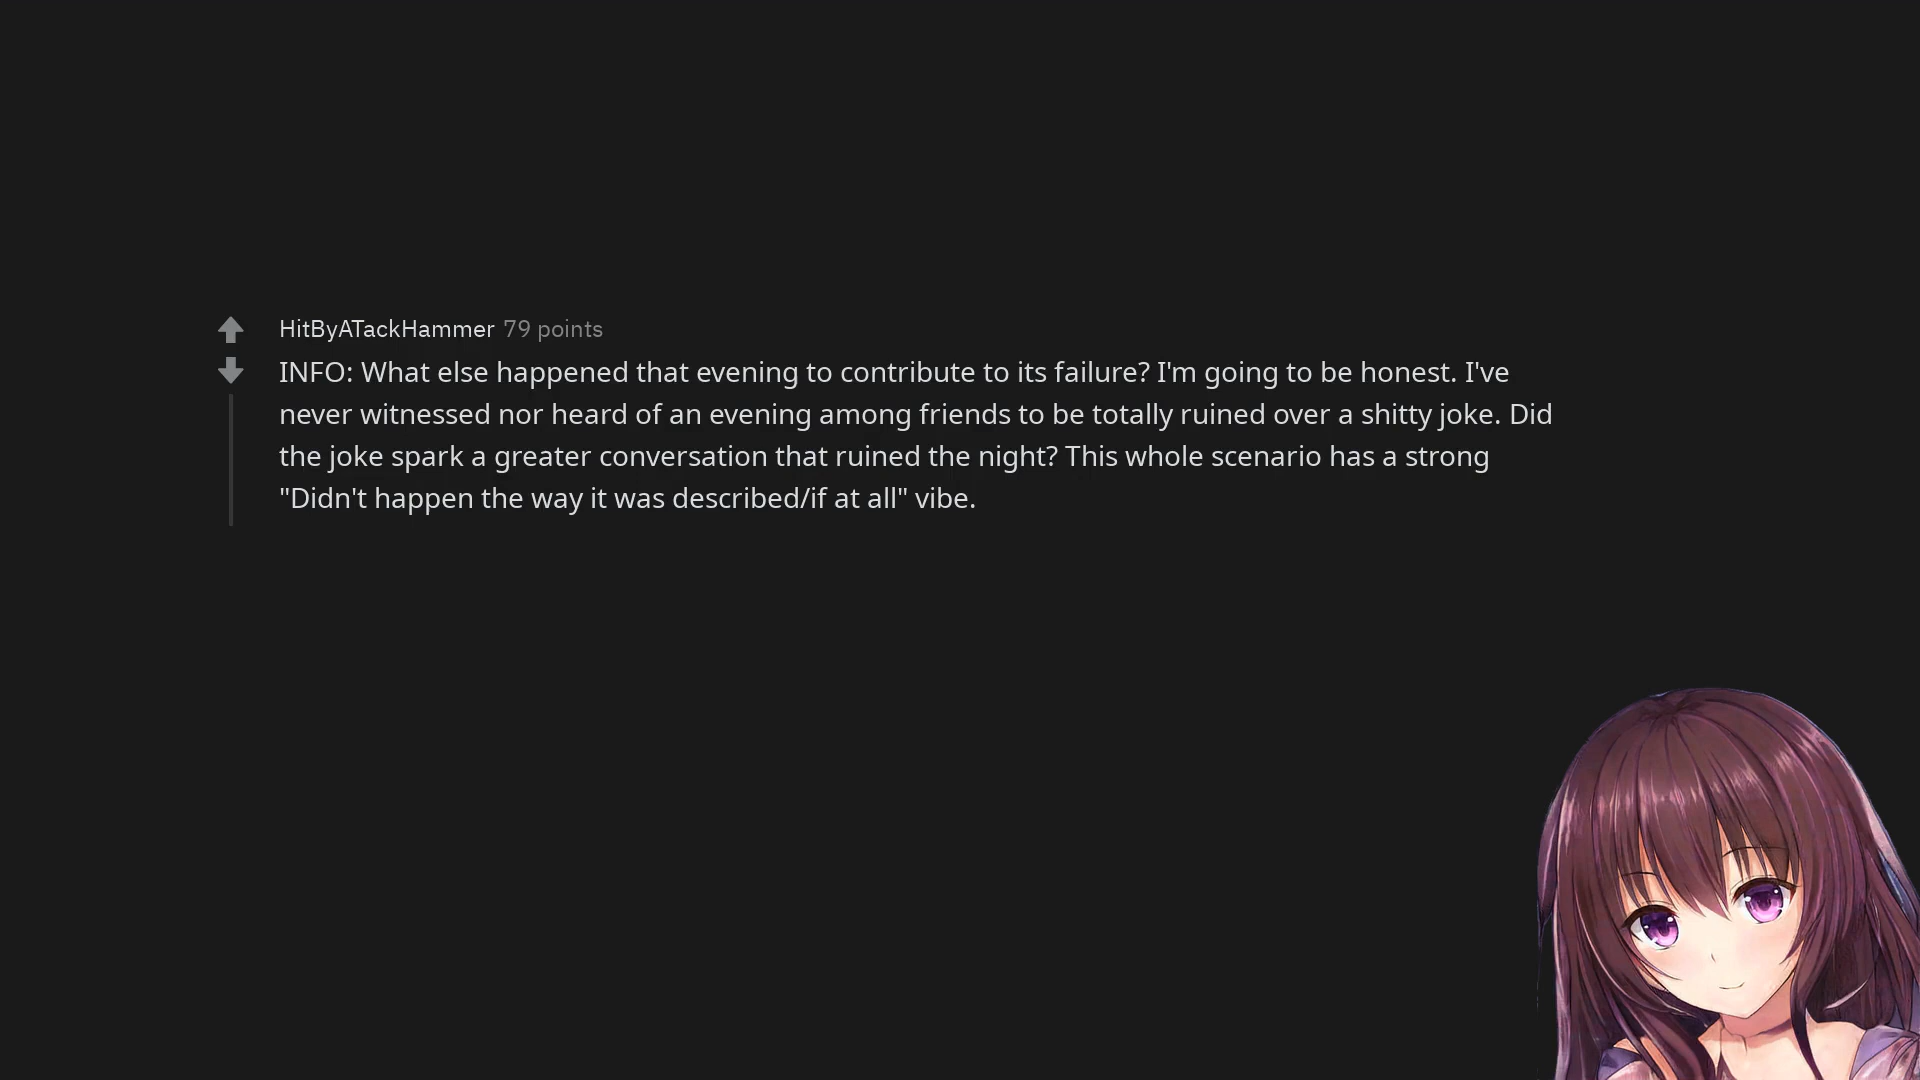 HitByATackHammer 79 points
INFO: What else happened that evening to contribute to its failure? I'm going to be honest. I've
never witnessed nor heard of an evening among friends to be totally ruined over a shitty joke. Did
the joke spark a greater conversation that ruined the night? This whole scenario has a strong
"Didn't happen the way it was described/if at all" vibe.